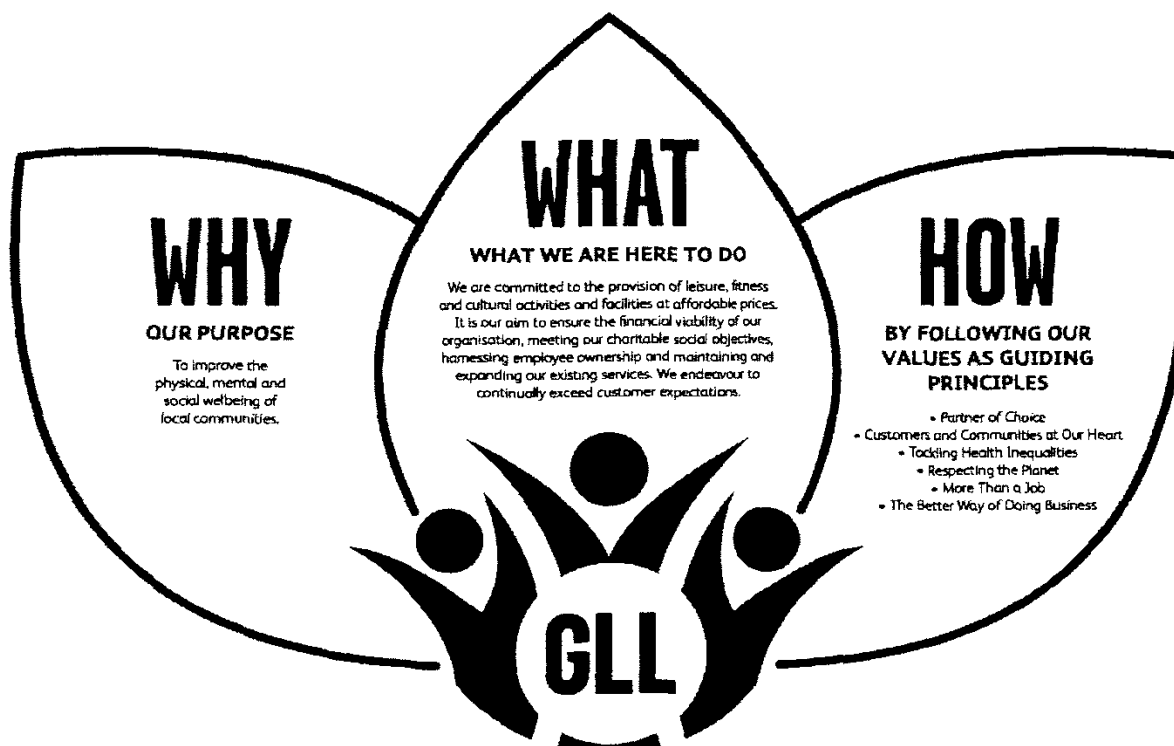 WHY
OUR PURPOSE
To improve the
physical, mental and
social wellbeing of
local communities.
WHAT
WHAT WE ARE HERE TO DO
We are committed to the provision of leisure, fitness
and cultural activities and facilities at affordable prices.
It is our aim to ensure the financial viability of our
organisation, meeting our charitable social objectives,
harnessing employee ownership and maintaining and
expanding our existing services. We endeavour to
continually exceed customer expectations.
HOW
BY FOLLOWING OUR
VALUES AS GUIDING
PRINCIPLES
• Partner of Choice
• Customers and Communities at Our Heart
• Tackling Health Inequalities
• Respecting the Planet
• More Than a Job
• The Better Way of Doing Business
GLL